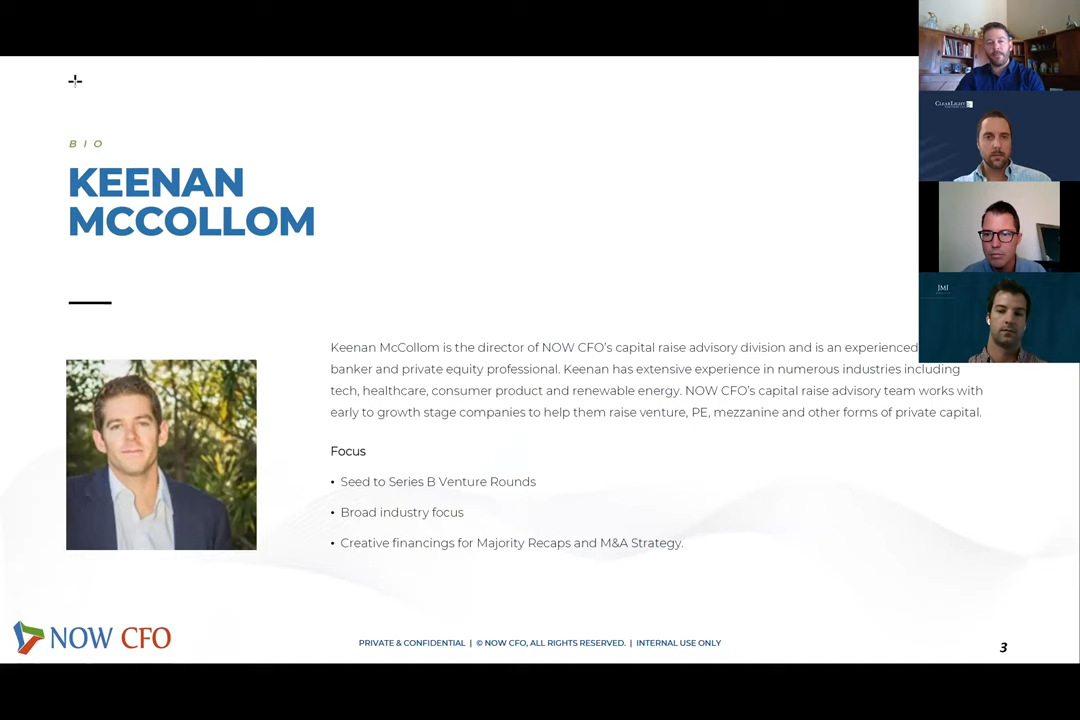 BIO
KEENAN
MCCOLLOM
Keenan McCollom is the director of NOW CFO's capital raise advisory division and is an experienced
banker and private equity professional. Keenan has extensive experience in numerous industries including
tech, healthcare, consumer product and renewable energy. NOW CFO's capital raise advisory team works with
early to growth stage companies to help them raise venture, PE, mezzanine and other forms of private capital.
Focus
• Seed to Series B Venture Rounds
• Broad industry focus
• Creative financings for Majority Recaps and M&A Strategy.
NOW CFO
PRIVATE & CONFIDENTIAL | © NOW CFO, ALL RIGHTS RESERVED. | INTERNAL USE ONLY
3
CLEARLIGHT
JMI